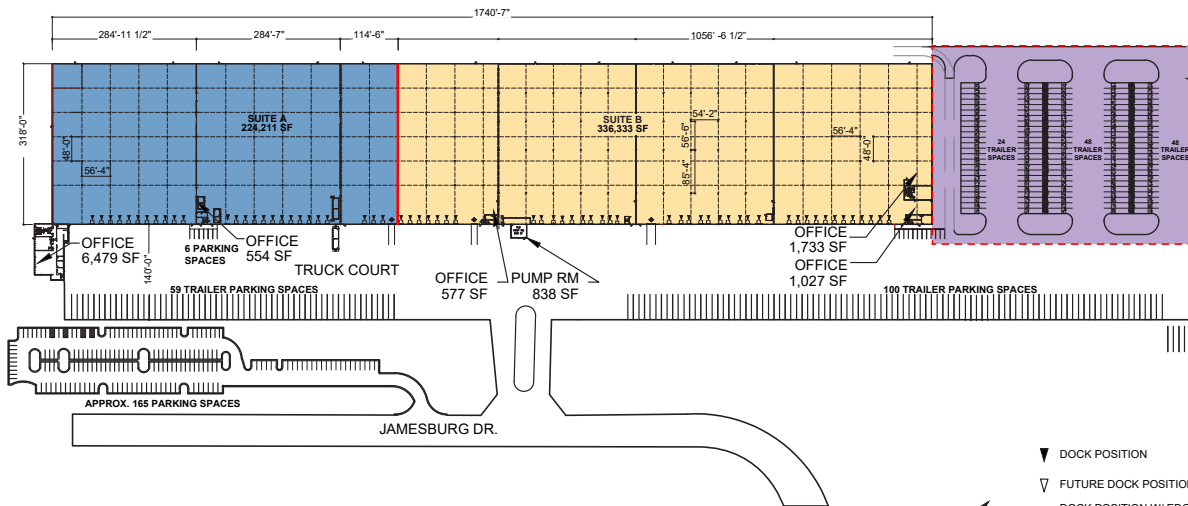 1740'-7"
284'-11 1/2"
284'-7"
114'-6"
1056' -6 1/2"
318'-0"
SUITE A
224,211 SF
48'-0"
56'-4"
SUITE B
336,333 SF
54'-2"
56'-6"
85'-4"
56'-4"
48'-0"
24
TRAILER
SPACES
48
TRAILER
SPACES
48
TRAILER
SPACES
OFFICE
6,479 SF
140'-0"
6 PARKING
SPACES
OFFICE
554 SF
TRUCK COURT
OFFICE
577 SF
PUMP RM
838 SF
OFFICE
1,733 SF
OFFICE
1,027 SF
59 TRAILER PARKING SPACES
100 TRAILER PARKING SPACES
APPROX. 165 PARKING SPACES
JAMESBURG DR.
DOCK POSITION
FUTURE DOCK POSITION